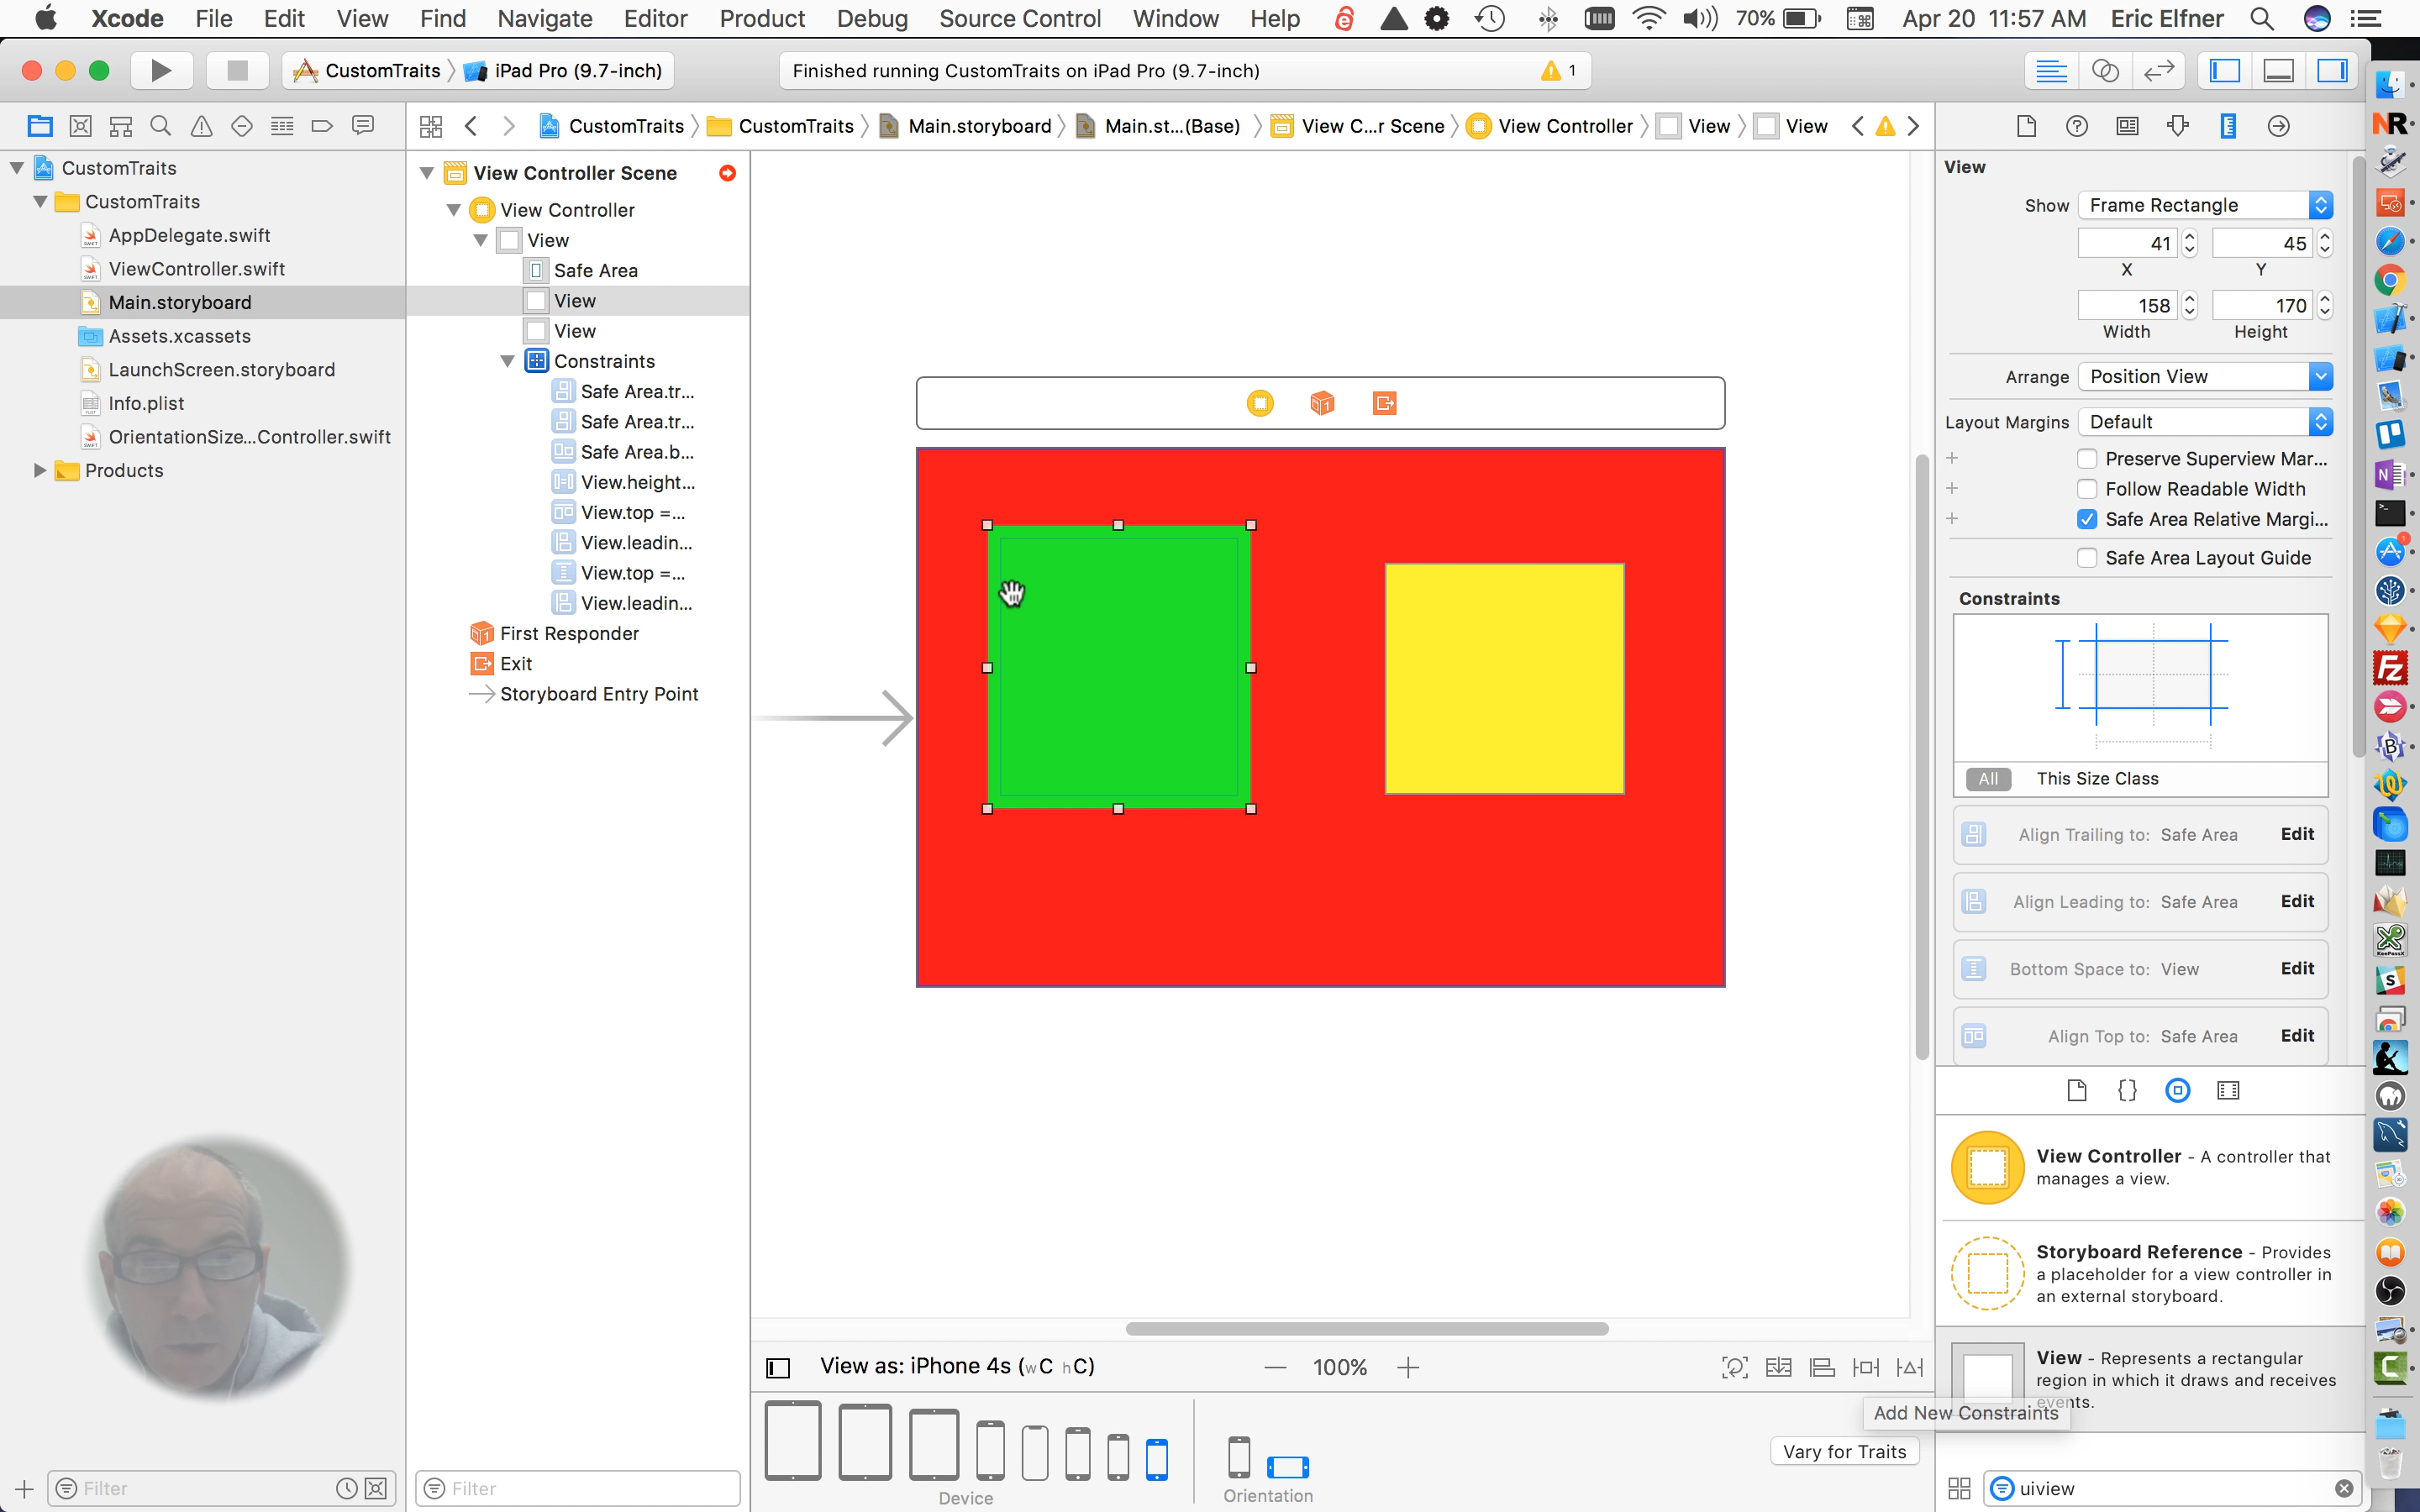 Xcode File Edit View Find Navigate Editor Product Debug Source Control Window Help 70% Apr 20 11:57 AM Eric Elfner
CustomTraits iPad Pro (9.7-inch) Finished running CustomTraits on iPad Pro (9.7-inch) 1
CustomTraits CustomTraits Main.storyboard Main.st...(Base) View C...r Scene View Controller View View
CustomTraits
CustomTraits
AppDelegate.swift
ViewController.swift
Main.storyboard
Assets.xcassets
LaunchScreen.storyboard
Info.plist
OrientationSize...Controller.swift
Products
Filter
View Controller Scene
View Controller
View
Safe Area
View
View
Constraints
Safe Area.tr...
Safe Area.tr...
Safe Area.b...
View.height...
View.top =...
View.leadin...
View.top =...
View.leadin...
First Responder
Exit
Storyboard Entry Point
Filter
View as: iPhone 4s (wC hC) 100%
Device Orientation
Vary for Traits
Add New Constraints
View
Show Frame Rectangle
41 45
X Y
158 170
Width Height
Arrange Position View
Layout Margins Default
Preserve Superview Mar...
Follow Readable Width
Safe Area Relative Margi...
Safe Area Layout Guide
Constraints
All This Size Class
Align Trailing to: Safe Area Edit
Align Leading to: Safe Area Edit
Bottom Space to: View Edit
Align Top to: Safe Area Edit
View Controller - A controller that
manages a view.
Storyboard Reference - Provides
a placeholder for a view controller in
an external storyboard.
View - Represents a rectangular
region in which it draws and receives
events.
uiview